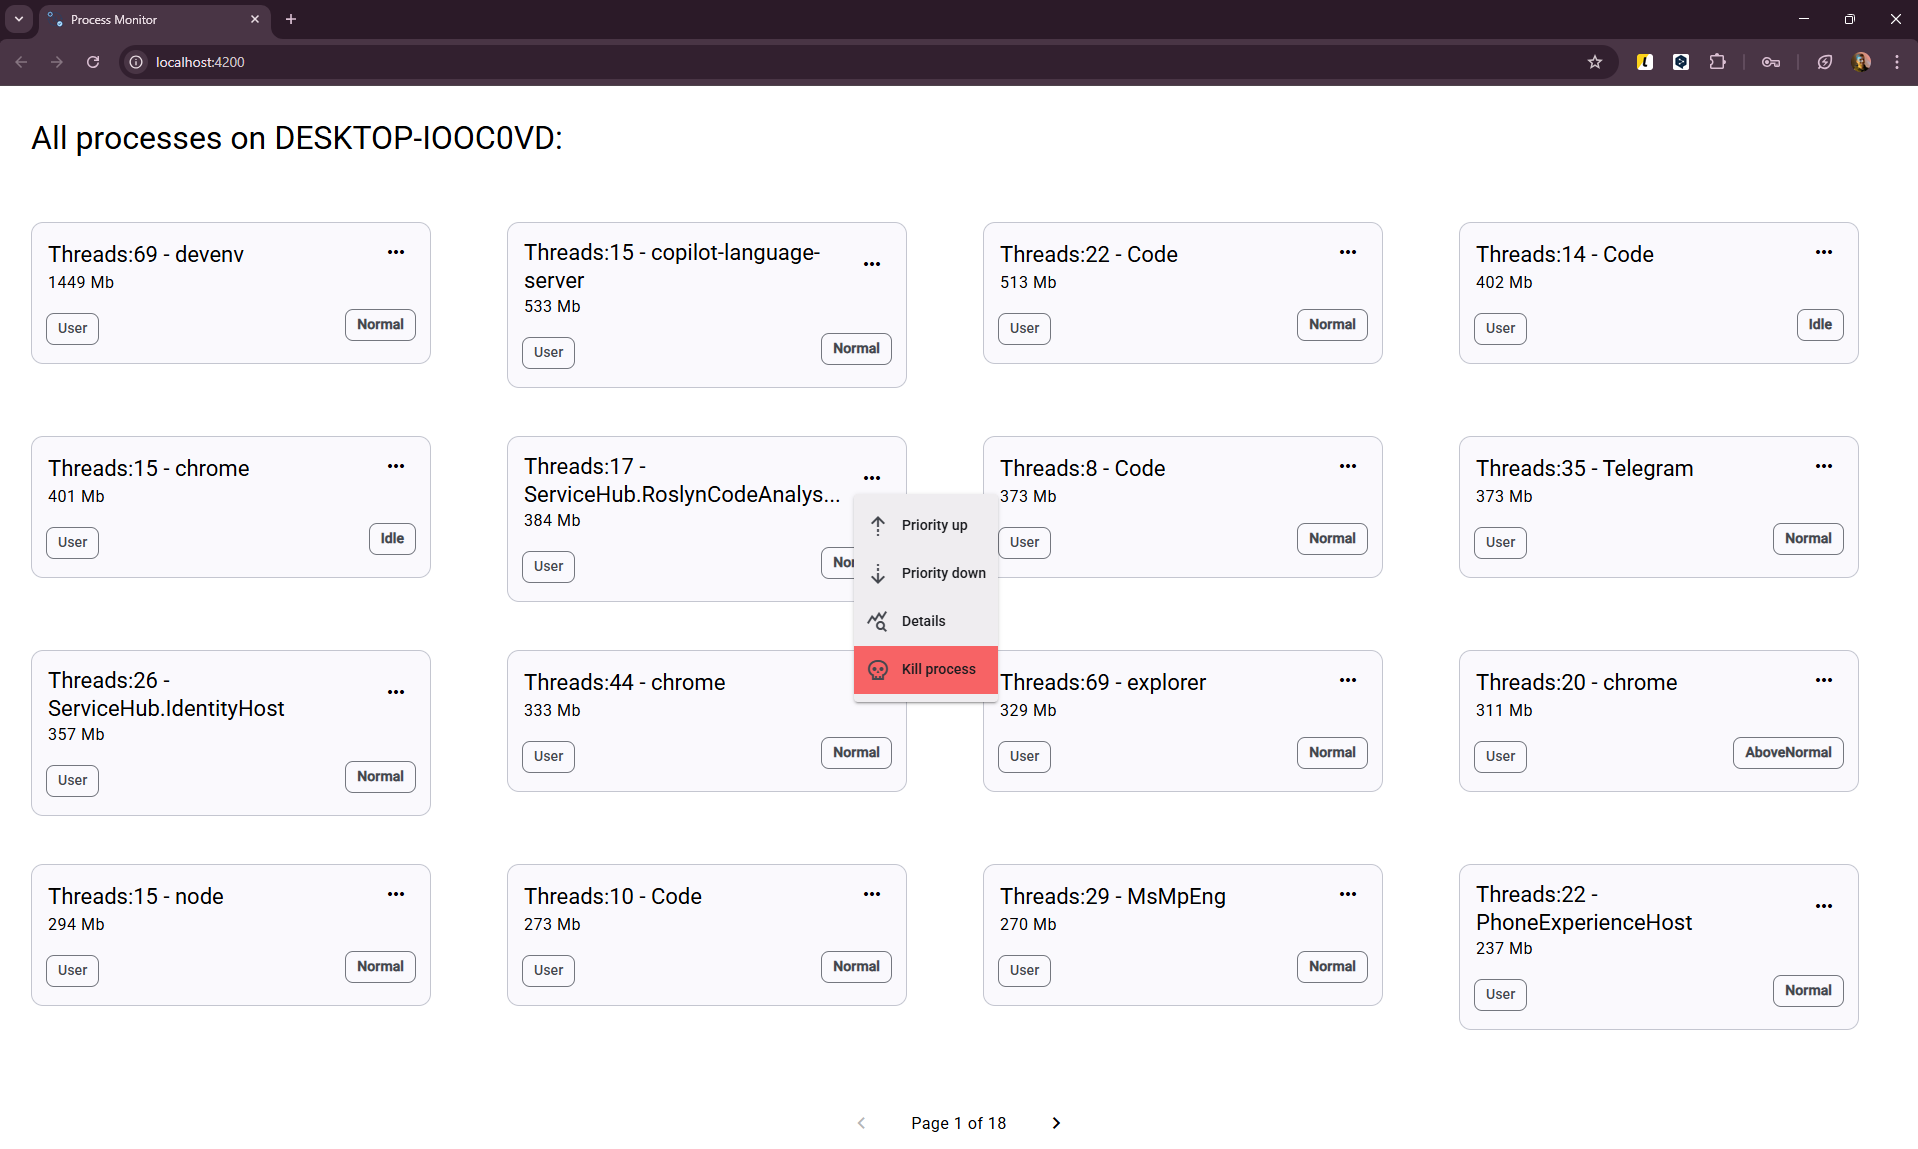 Process Monitor
localhost:4200
All processes on DESKTOP-IOOC0VD:
Threads:69 - devenv
1449 Mb
User
Normal
Threads:15 - copilot-language-
server
533 Mb
User
Normal
Threads:22 - Code
513 Mb
User
Normal
Threads:14 - Code
402 Mb
User
Idle
Threads:15 - chrome
401 Mb
User
Idle
Threads:17 -
ServiceHub.RoslynCodeAnalys...
384 Mb
User
Nor
Priority up
Priority down
Details
Kill process
Threads:8 - Code
373 Mb
User
Normal
Threads:35 - Telegram
373 Mb
User
Normal
Threads:26 -
ServiceHub.IdentityHost
357 Mb
User
Normal
Threads:44 - chrome
333 Mb
User
Normal
Threads:69 - explorer
329 Mb
User
Normal
Threads:20 - chrome
311 Mb
User
AboveNormal
Threads:15 - node
294 Mb
User
Normal
Threads:10 - Code
273 Mb
User
Normal
Threads:29 - MsMpEng
270 Mb
User
Normal
Threads:22 -
PhoneExperienceHost
237 Mb
User
Normal
Page 1 of 18